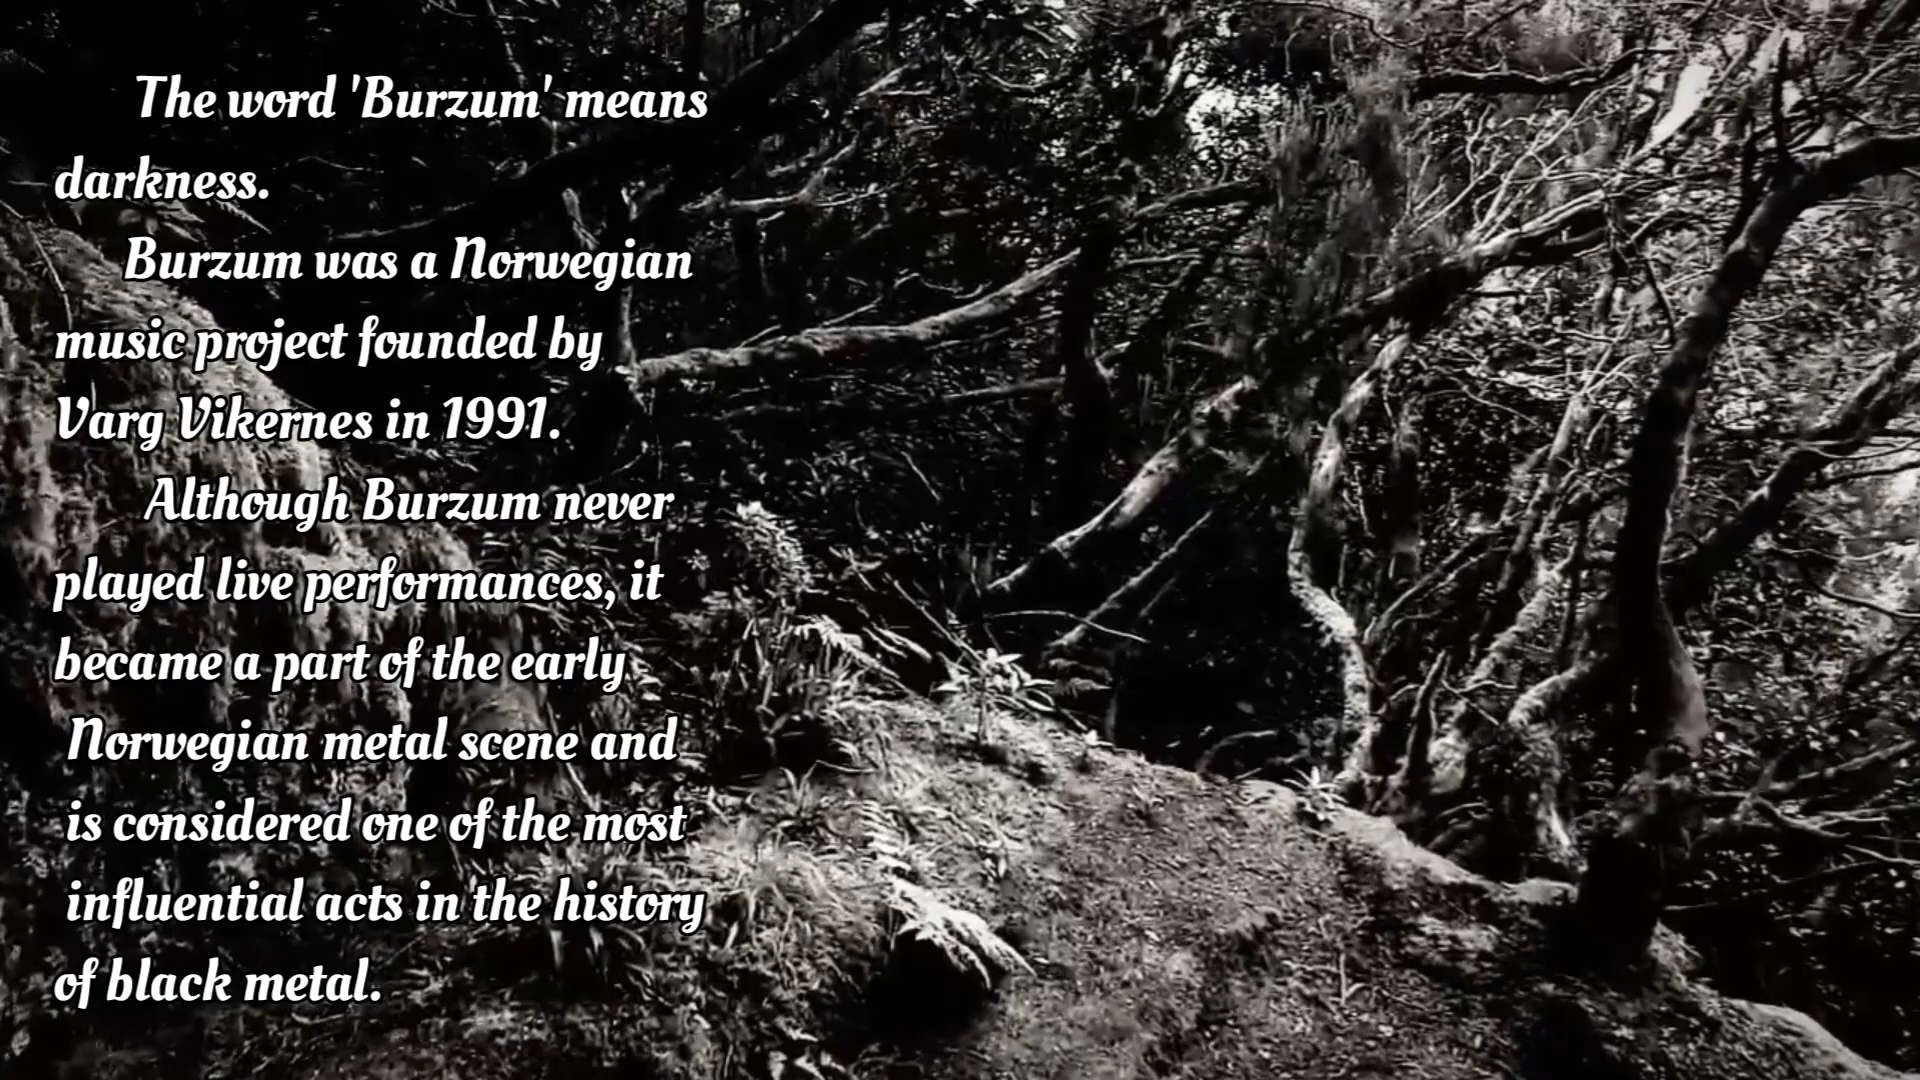 The word 'Burzum' means
darkness.
Burzum was a Norwegian
music project founded by
Varg Vikernes in 1991.
Although Burzum never
played live performances, it
became a part of the early
Norwegian metal scene and
is considered one of the most
influential acts in the history
of black metal.